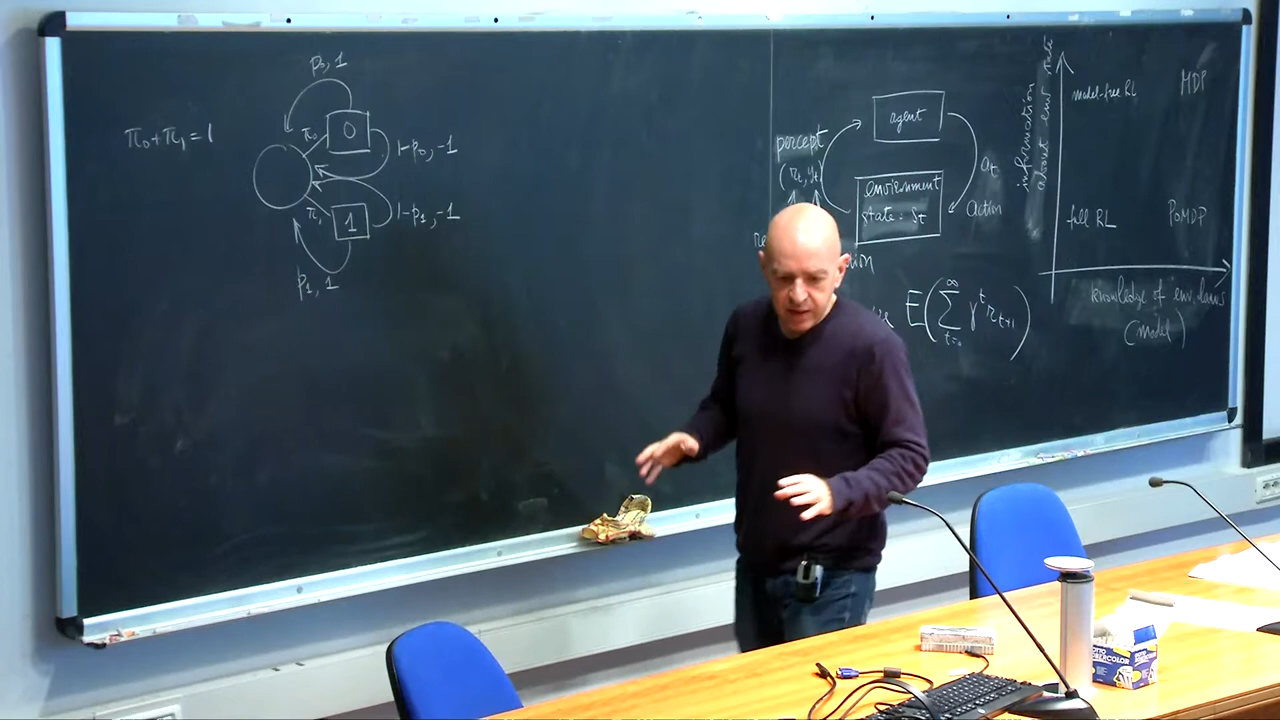 π₀+π₁=1
1
π₀
0
1-p₀, -1
π₁
1
1-p₁, -1
p₁, 1
agent
percept
(r_t, y_t)
a_t
action
environment
state: S_t
E(∑_{t=0}^{∞} γ^t r_{t+1})
information
about env state
model-free RL
MDP
full RL
POMDP
knowledge of env. laws
(model)